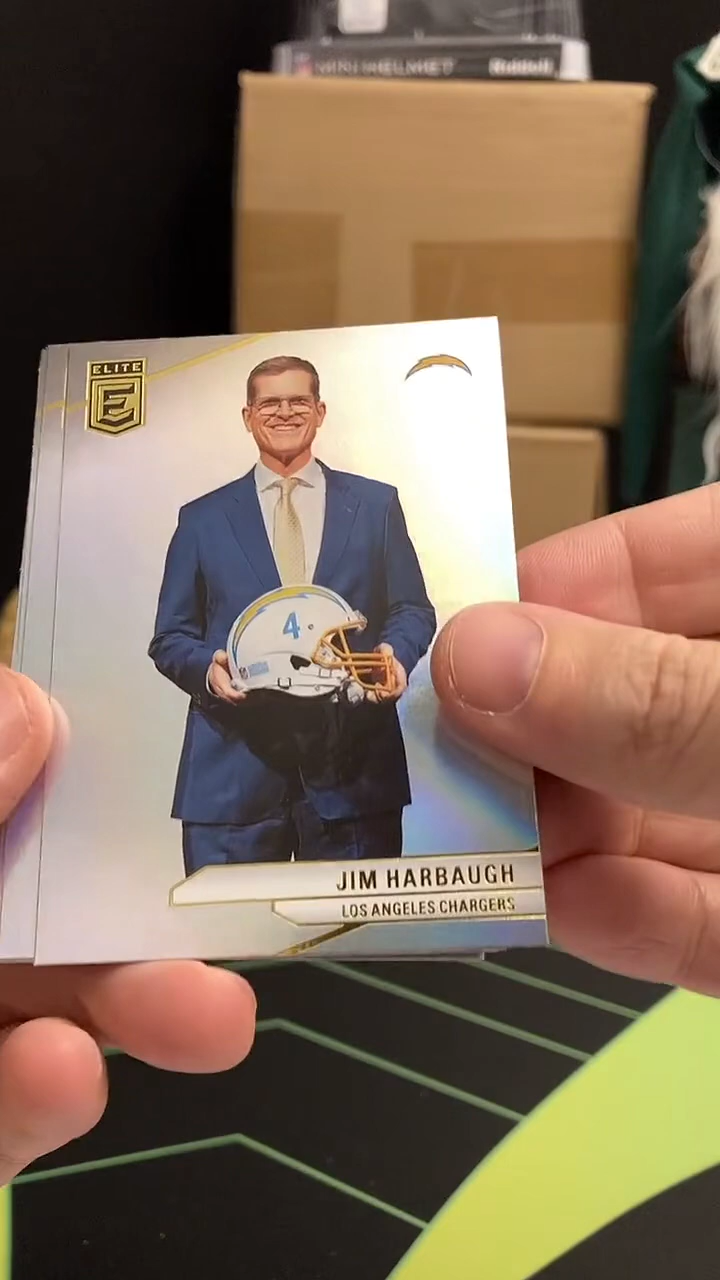 MINI HELMET Riddell
ELITE
E
4
JIM HARBAUGH
LOS ANGELES CHARGERS